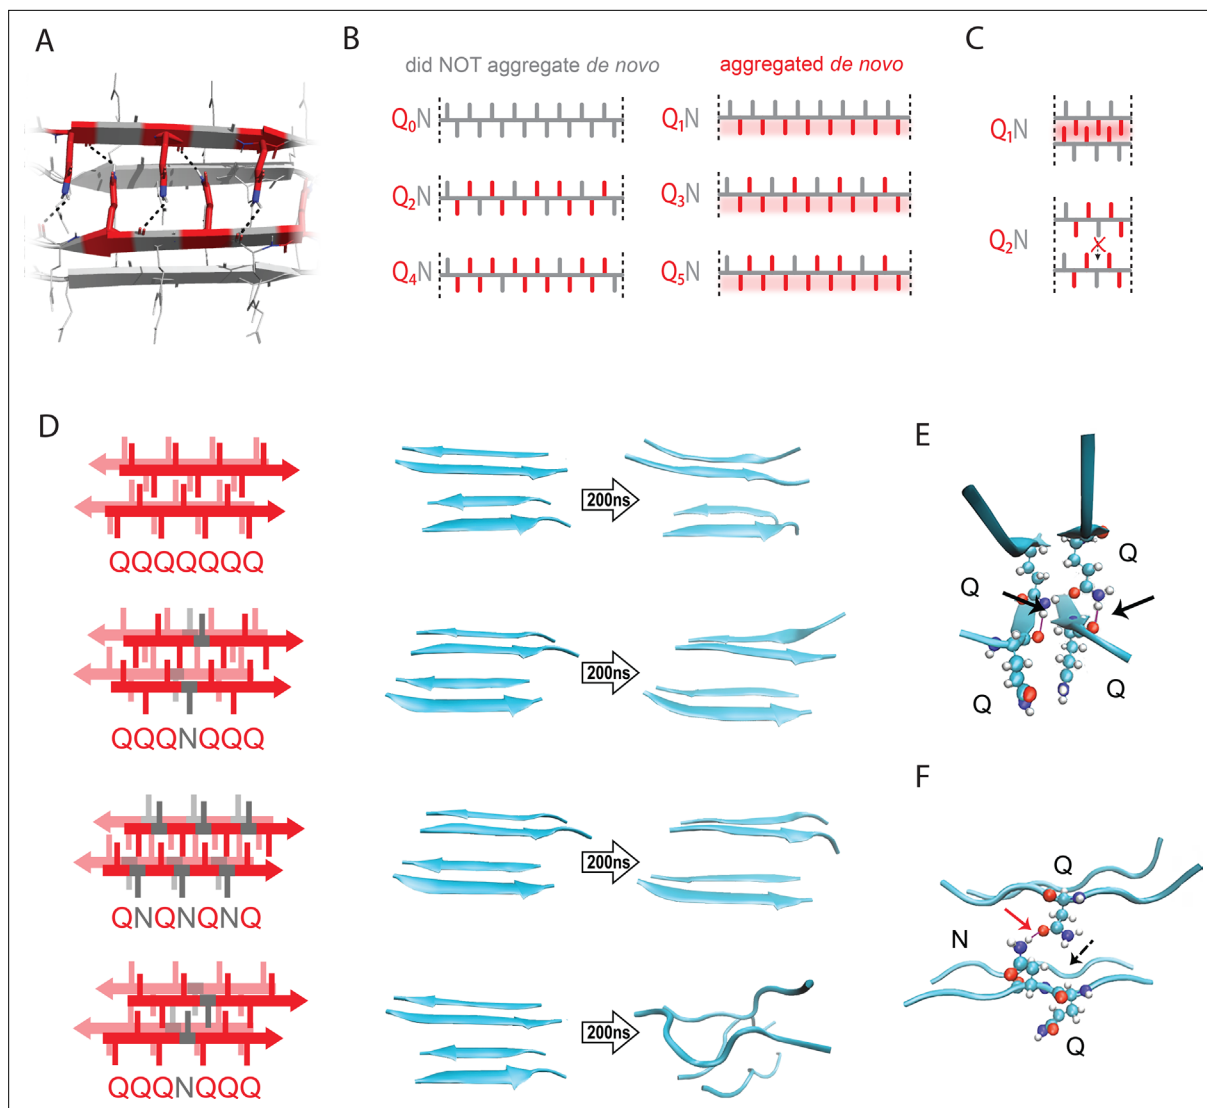 A
B
C
did NOT aggregate de novo
aggregated de novo
Q₀N
Q₁N
Q₁N
Q₂N
Q₃N
Q₂N
Q₄N
Q₅N
D
E
200ns
QQQQQQQ
Q
Q
200ns
Q
Q
QQQNQQQ
F
200ns
Q
N
QNQNQNQ
Q
200ns
QQQNQQQ